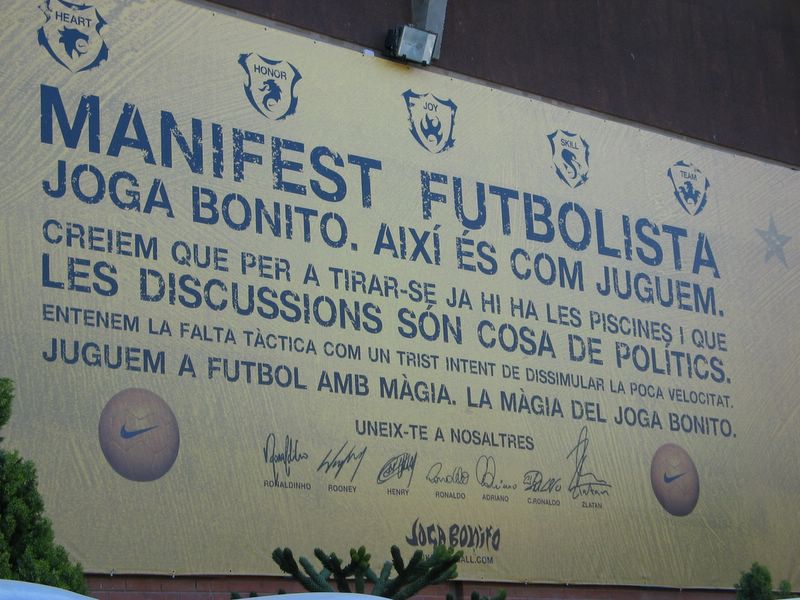 HEART
HONOR
JOY
SKILL
TEAM
MANIFEST FUTBOLISTA
JOGA BONITO. AIXÍ ÉS COM JUGUEM.
CREIEM QUE PER A TIRAR-SE JA HI HA LES PISCINES I QUE
LES DISCUSSIONS SÓN COSA DE POLÍTICS.
ENTENEM LA FALTA TÀCTICA COM UN TRIST INTENT DE DISSIMULAR LA POCA VELOCITAT.
JUGUEM A FUTBOL AMB MÀGIA. LA MÀGIA DEL JOGA BONITO.
UNEIX-TE A NOSALTRES
RONALDINHO
ROONEY
HENRY
RONALDO
ADRIANO
C.RONALDO
ZLATAN
JOGA BONITO